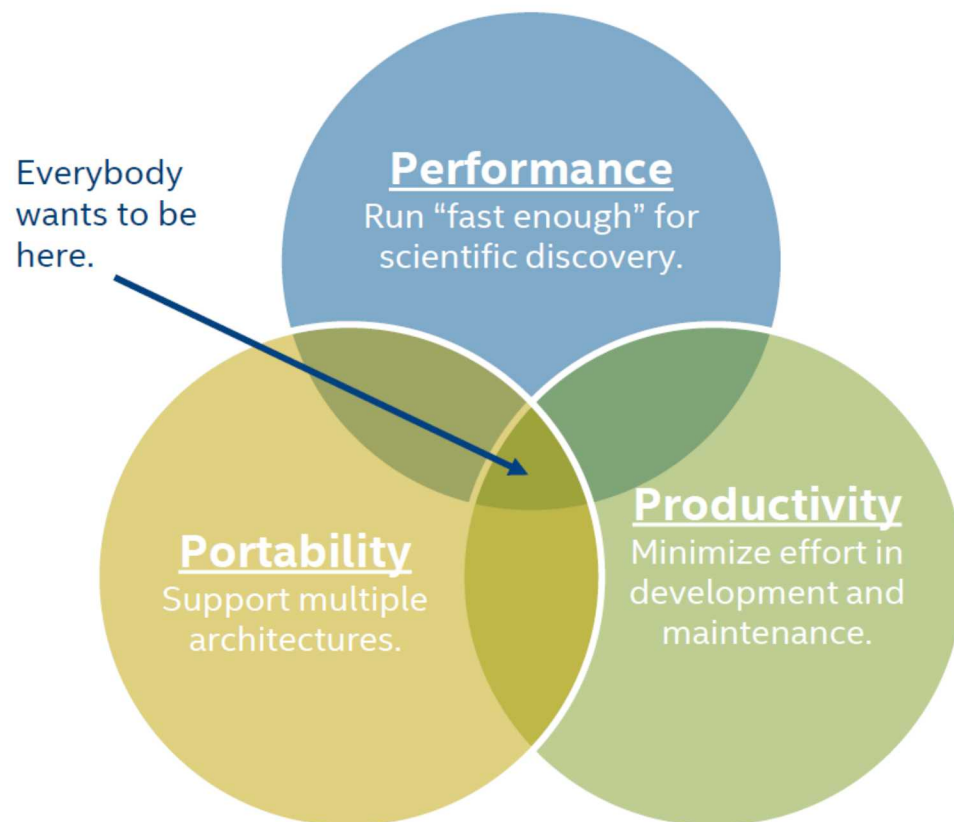 Everybody
wants to be
here.
Performance
Run “fast enough” for
scientific discovery.
Portability
Support multiple
architectures.
Productivity
Minimize effort in
development and
maintenance.